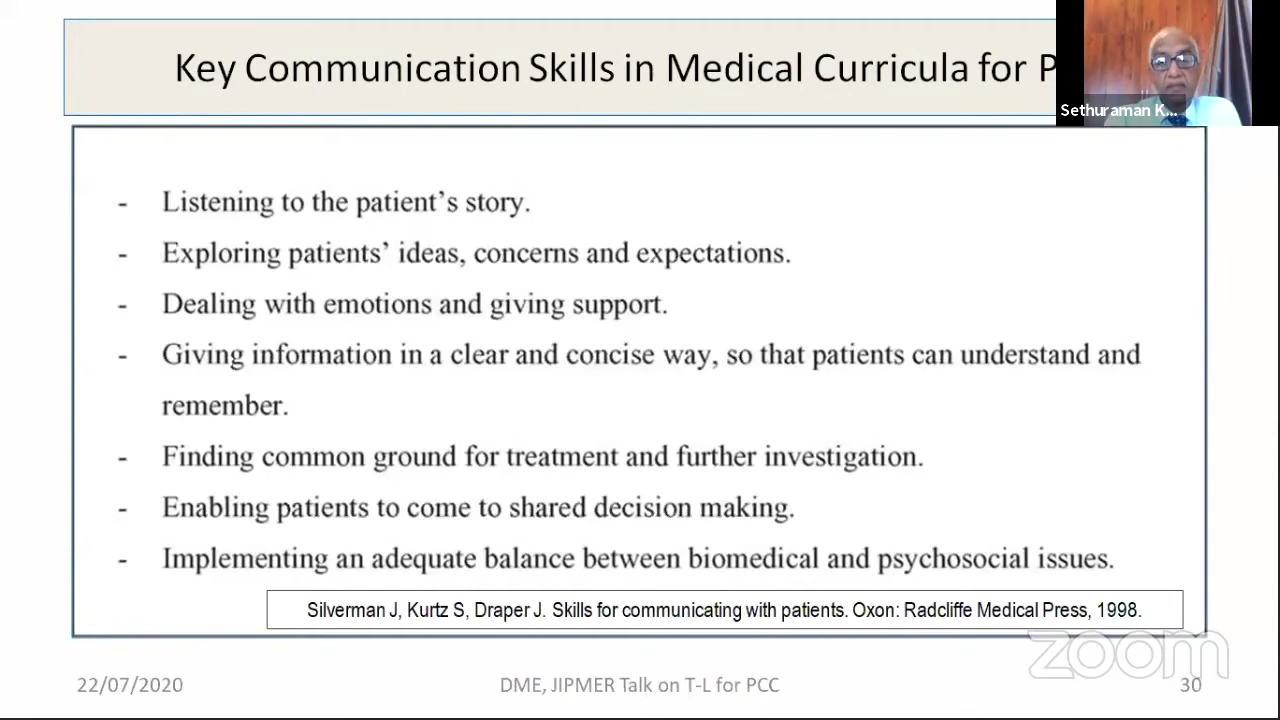 Key Communication Skills in Medical Curricula for P
Sethuraman K...
- Listening to the patient's story.
- Exploring patients' ideas, concerns and expectations.
- Dealing with emotions and giving support.
- Giving information in a clear and concise way, so that patients can understand and
remember.
- Finding common ground for treatment and further investigation.
- Enabling patients to come to shared decision making.
- Implementing an adequate balance between biomedical and psychosocial issues.
Silverman J, Kurtz S, Draper J. Skills for communicating with patients. Oxon: Radcliffe Medical Press, 1998.
zoom
22/07/2020
DME, JIPMER Talk on T-L for PCC
30